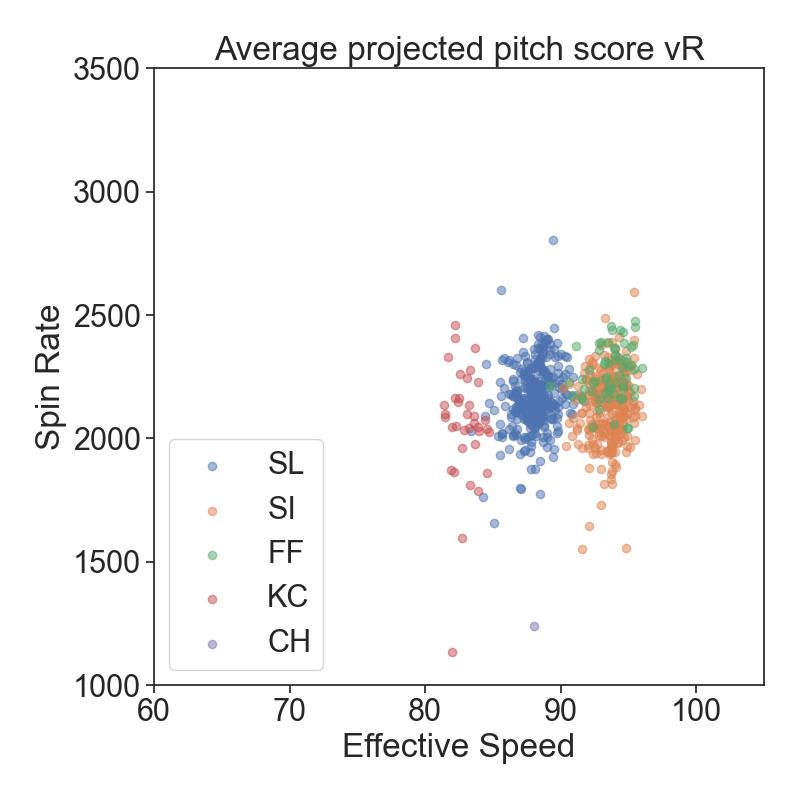 Average projected pitch score vR
3500
3000
2500
2000
1500
1000
Spin Rate
SL
SI
FF
KC
CH
60 70 80 90 100
Effective Speed